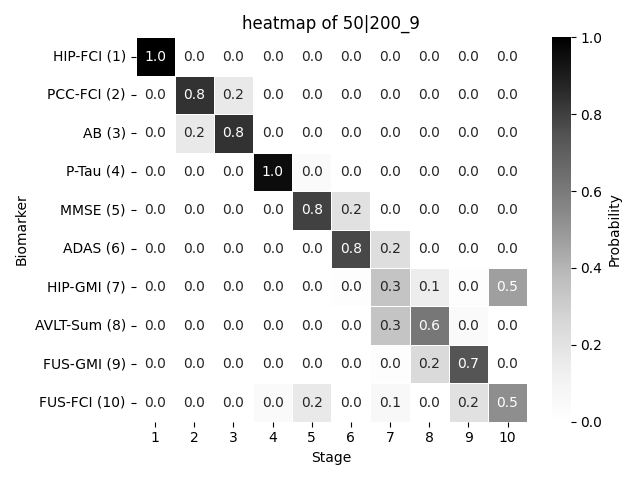 heatmap of 50|200_9
HIP-FCI (1) 1.0 0.0 0.0 0.0 0.0 0.0 0.0 0.0 0.0 0.0
PCC-FCI (2) 0.0 0.8 0.2 0.0 0.0 0.0 0.0 0.0 0.0 0.0
AB (3) 0.0 0.2 0.8 0.0 0.0 0.0 0.0 0.0 0.0 0.0
P-Tau (4) 0.0 0.0 0.0 1.0 0.0 0.0 0.0 0.0 0.0 0.0
MMSE (5) 0.0 0.0 0.0 0.0 0.8 0.2 0.0 0.0 0.0 0.0
ADAS (6) 0.0 0.0 0.0 0.0 0.0 0.8 0.2 0.0 0.0 0.0
HIP-GMI (7) 0.0 0.0 0.0 0.0 0.0 0.0 0.3 0.1 0.0 0.5
AVLT-Sum (8) 0.0 0.0 0.0 0.0 0.0 0.0 0.3 0.6 0.0 0.0
FUS-GMI (9) 0.0 0.0 0.0 0.0 0.0 0.0 0.0 0.2 0.7 0.0
FUS-FCI (10) 0.0 0.0 0.0 0.0 0.2 0.0 0.1 0.0 0.2 0.5
1 2 3 4 5 6 7 8 9 10
Stage
Biomarker
1.0
0.8
0.6
0.4
0.2
0.0
Probability